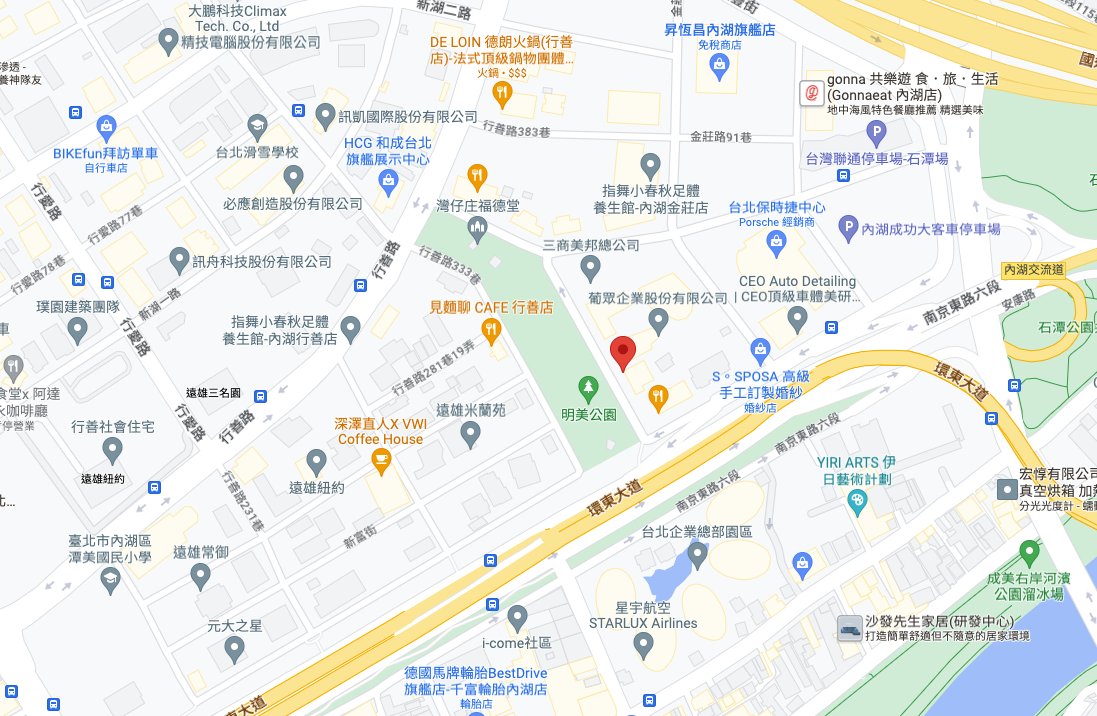 大鵬科技Climax
Tech. Co., Ltd
精技電腦股份有限公司
新湖二路
DE LOIN 德朗火鍋(行善
店)-法式頂級鍋物團體…
火鍋・$$$
昇恆昌內湖旗艦店
免稅商店
gonna 共樂遊 食・旅・生活
(Gonnaeat 內湖店)
地中海風特色餐廳推薦 精選美味
養神隊友
BIKEfun拜訪單車
自行車店
台北滑雪學校
訊凱國際股份有限公司
行善路383巷
金莊路91巷
HCG 和成台北
旗艦展示中心
台灣聯通停車場-石潭場
行愛路
必應創造股份有限公司
灣仔庄福德堂
指舞小春秋足體
養生館-內湖金莊店
台北保時捷中心
Porsche 經銷商
內湖成功大客車停車場
行愛路77巷
行愛路78巷
訊舟科技股份有限公司
行善路
行善路333巷
三商美邦總公司
內湖交流道
CEO Auto Detailing
| CEO頂級車體美研…
葡眾企業股份有限公司
南京東路六段
安康路
璞園建築團隊
新湖一路
行愛路
指舞小春秋足體
養生館-內湖行善店
見麵聊 CAFE 行善店
石潭公園
行善路281巷19弄
S。SPOSA 高級
手工訂製婚紗
婚紗店
環東大道
食堂x 阿達
水咖啡廳
停營業
遠雄三名園
行愛路
行善路
行善社會住宅
遠雄紐約
深澤直人X VWI
Coffee House
遠雄米蘭苑
明美公園
遠雄紐約
南京東路六段
YIRI ARTS 伊
日藝術計劃
宏惇有限公司
真空烘箱 加熱
分光光度計 - 蠕動
行善路231巷
環東大道
南京東路六段
新富街
臺北市內湖區
潭美國民小學
遠雄常御
台北企業總部園區
成美右岸河濱
公園溜冰場
元大之星
i-come社區
星宇航空
STARLUX Airlines
沙發先生家居(研發中心)
打造簡單舒適但不隨意的居家環境
德國馬牌輪胎BestDrive
旗艦店-千富輪胎內湖店
輪胎店
東大道